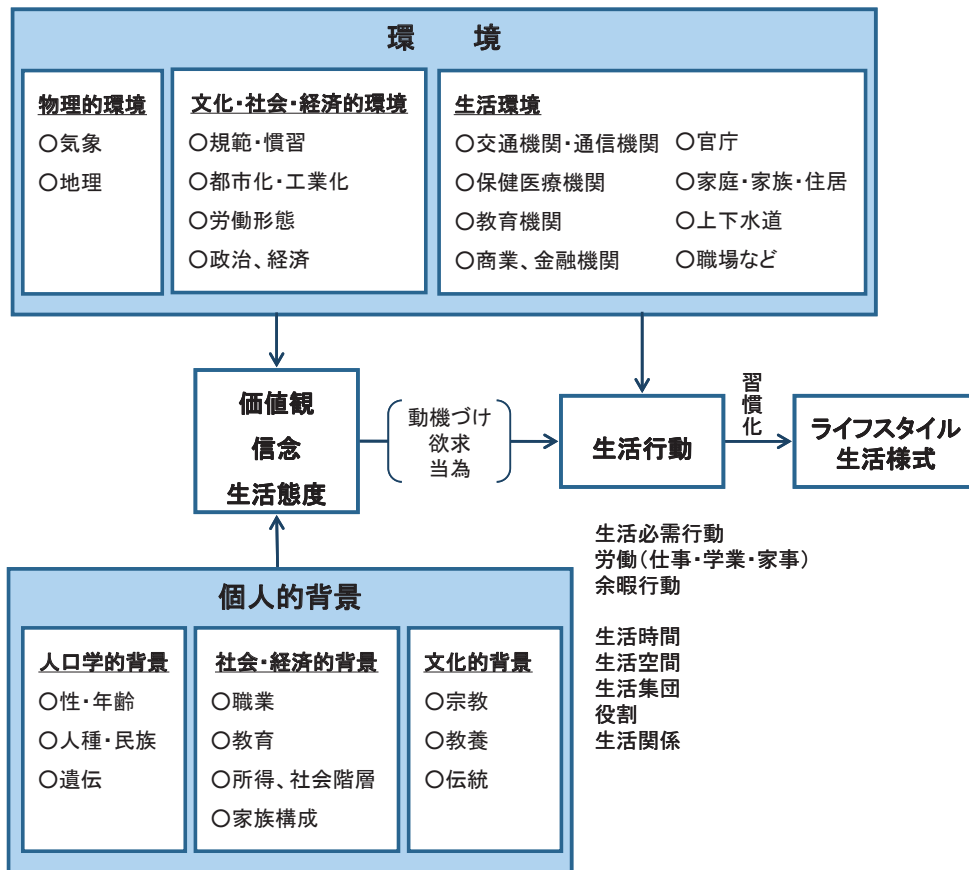 環 境
物理的環境
○気象
○地理
文化・社会・経済的環境
○規範・慣習
○都市化・工業化
○労働形態
○政治、経済
生活環境
○交通機関・通信機関
○保健医療機関
○教育機関
○商業、金融機関
○官庁
○家庭・家族・住居
○上下水道
○職場など
価値観
信念
生活態度
動機づけ
欲求
当為
生活行動
習慣化
ライフスタイル
生活様式
生活必需行動
労働（仕事・学業・家事）
余暇行動
生活時間
生活空間
生活集団
役割
生活関係
個人的背景
人口学的背景
○性・年齢
○人種・民族
○遺伝
社会・経済的背景
○職業
○教育
○所得、社会階層
○家族構成
文化的背景
○宗教
○教養
○伝統